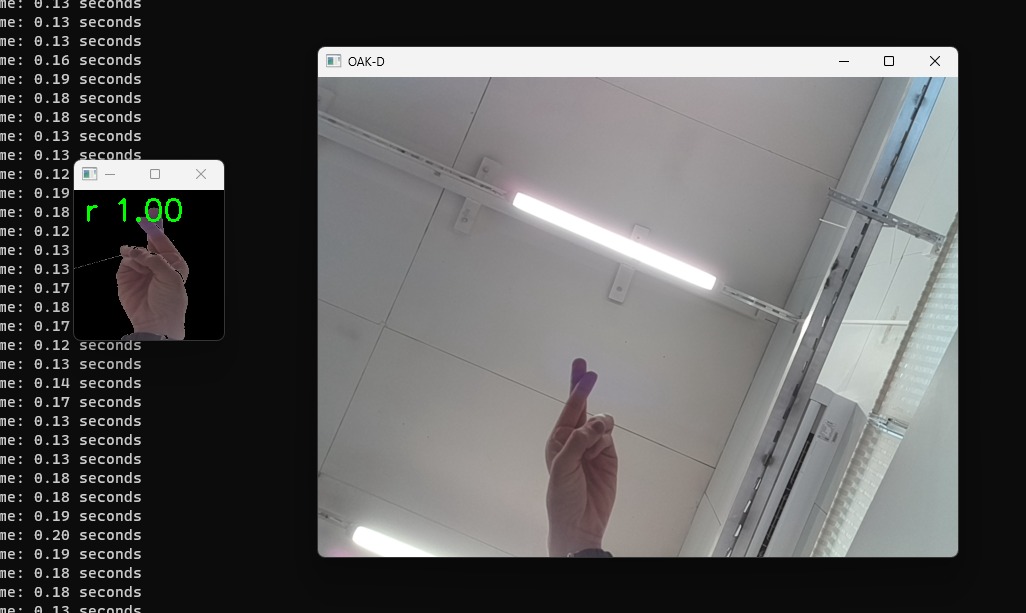 me: 0.13 seconds
me: 0.13 seconds
me: 0.13 seconds
me: 0.16 seconds
me: 0.19 seconds
me: 0.18 seconds
me: 0.18 seconds
me: 0.13 seconds
me: 0.13 seconds
me: 0.12
me: 0.19
me: 0.18
me: 0.12
me: 0.13
me: 0.13
me: 0.17
me: 0.18
me: 0.17
me: 0.12 seconds
me: 0.13 seconds
me: 0.14 seconds
me: 0.17 seconds
me: 0.13 seconds
me: 0.13 seconds
me: 0.13 seconds
me: 0.18 seconds
me: 0.18 seconds
me: 0.19 seconds
me: 0.20 seconds
me: 0.19 seconds
me: 0.18 seconds
me: 0.18 seconds
me: 0.13 seconds
r 1.00
OAK-D